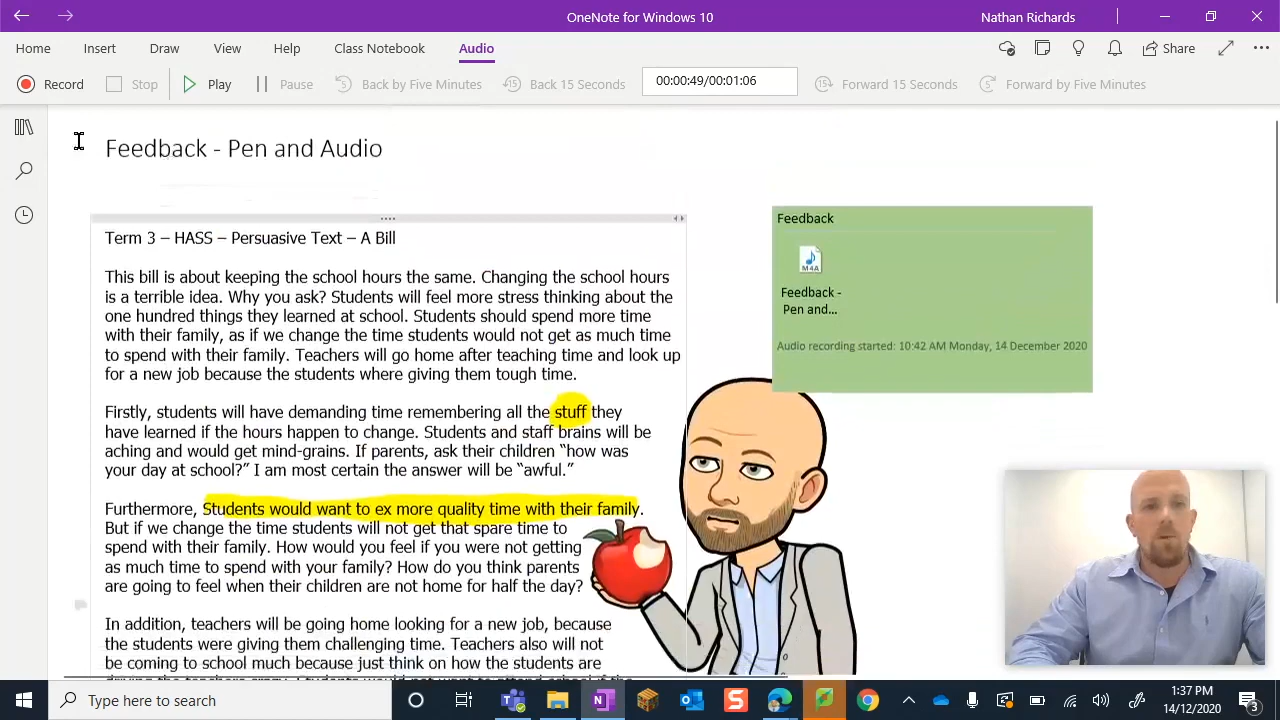 OneNote for Windows 10
Nathan Richards
Home Insert Draw View Help Class Notebook Audio
Share
Record Stop Play Pause Back by Five Minutes Back 15 Seconds 00:00:49/00:01:06 Forward 15 Seconds Forward by Five Minutes
Feedback - Pen and Audio
Term 3 – HASS – Persuasive Text – A Bill
This bill is about keeping the school hours the same. Changing the school hours
is a terrible idea. Why you ask? Students will feel more stress thinking about the
one hundred things they learned at school. Students should spend more time
with their family, as if we change the time students would not get as much time
to spend with their family. Teachers will go home after teaching time and look up
for a new job because the students where giving them tough time.
Firstly, students will have demanding time remembering all the stuff they
have learned if the hours happen to change. Students and staff brains will be
aching and would get mind-grains. If parents, ask their children “how was
your day at school?” I am most certain the answer will be “awful.”
Furthermore, Students would want to ex more quality time with their family.
But if we change the time students will not get that spare time to
spend with their family. How would you feel if you were not getting
as much time to spend with your family? How do you think parents
are going to feel when their children are not home for half the day?
In addition, teachers will be going home looking for a new job, because
the students were giving them challenging time. Teachers also will not
be coming to school much because just think on how the students are
Feedback
M4A
Feedback -
Pen and...
Audio recording started: 10:42 AM Monday, 14 December 2020
Type here to search
1:37 PM
14/12/2020
3